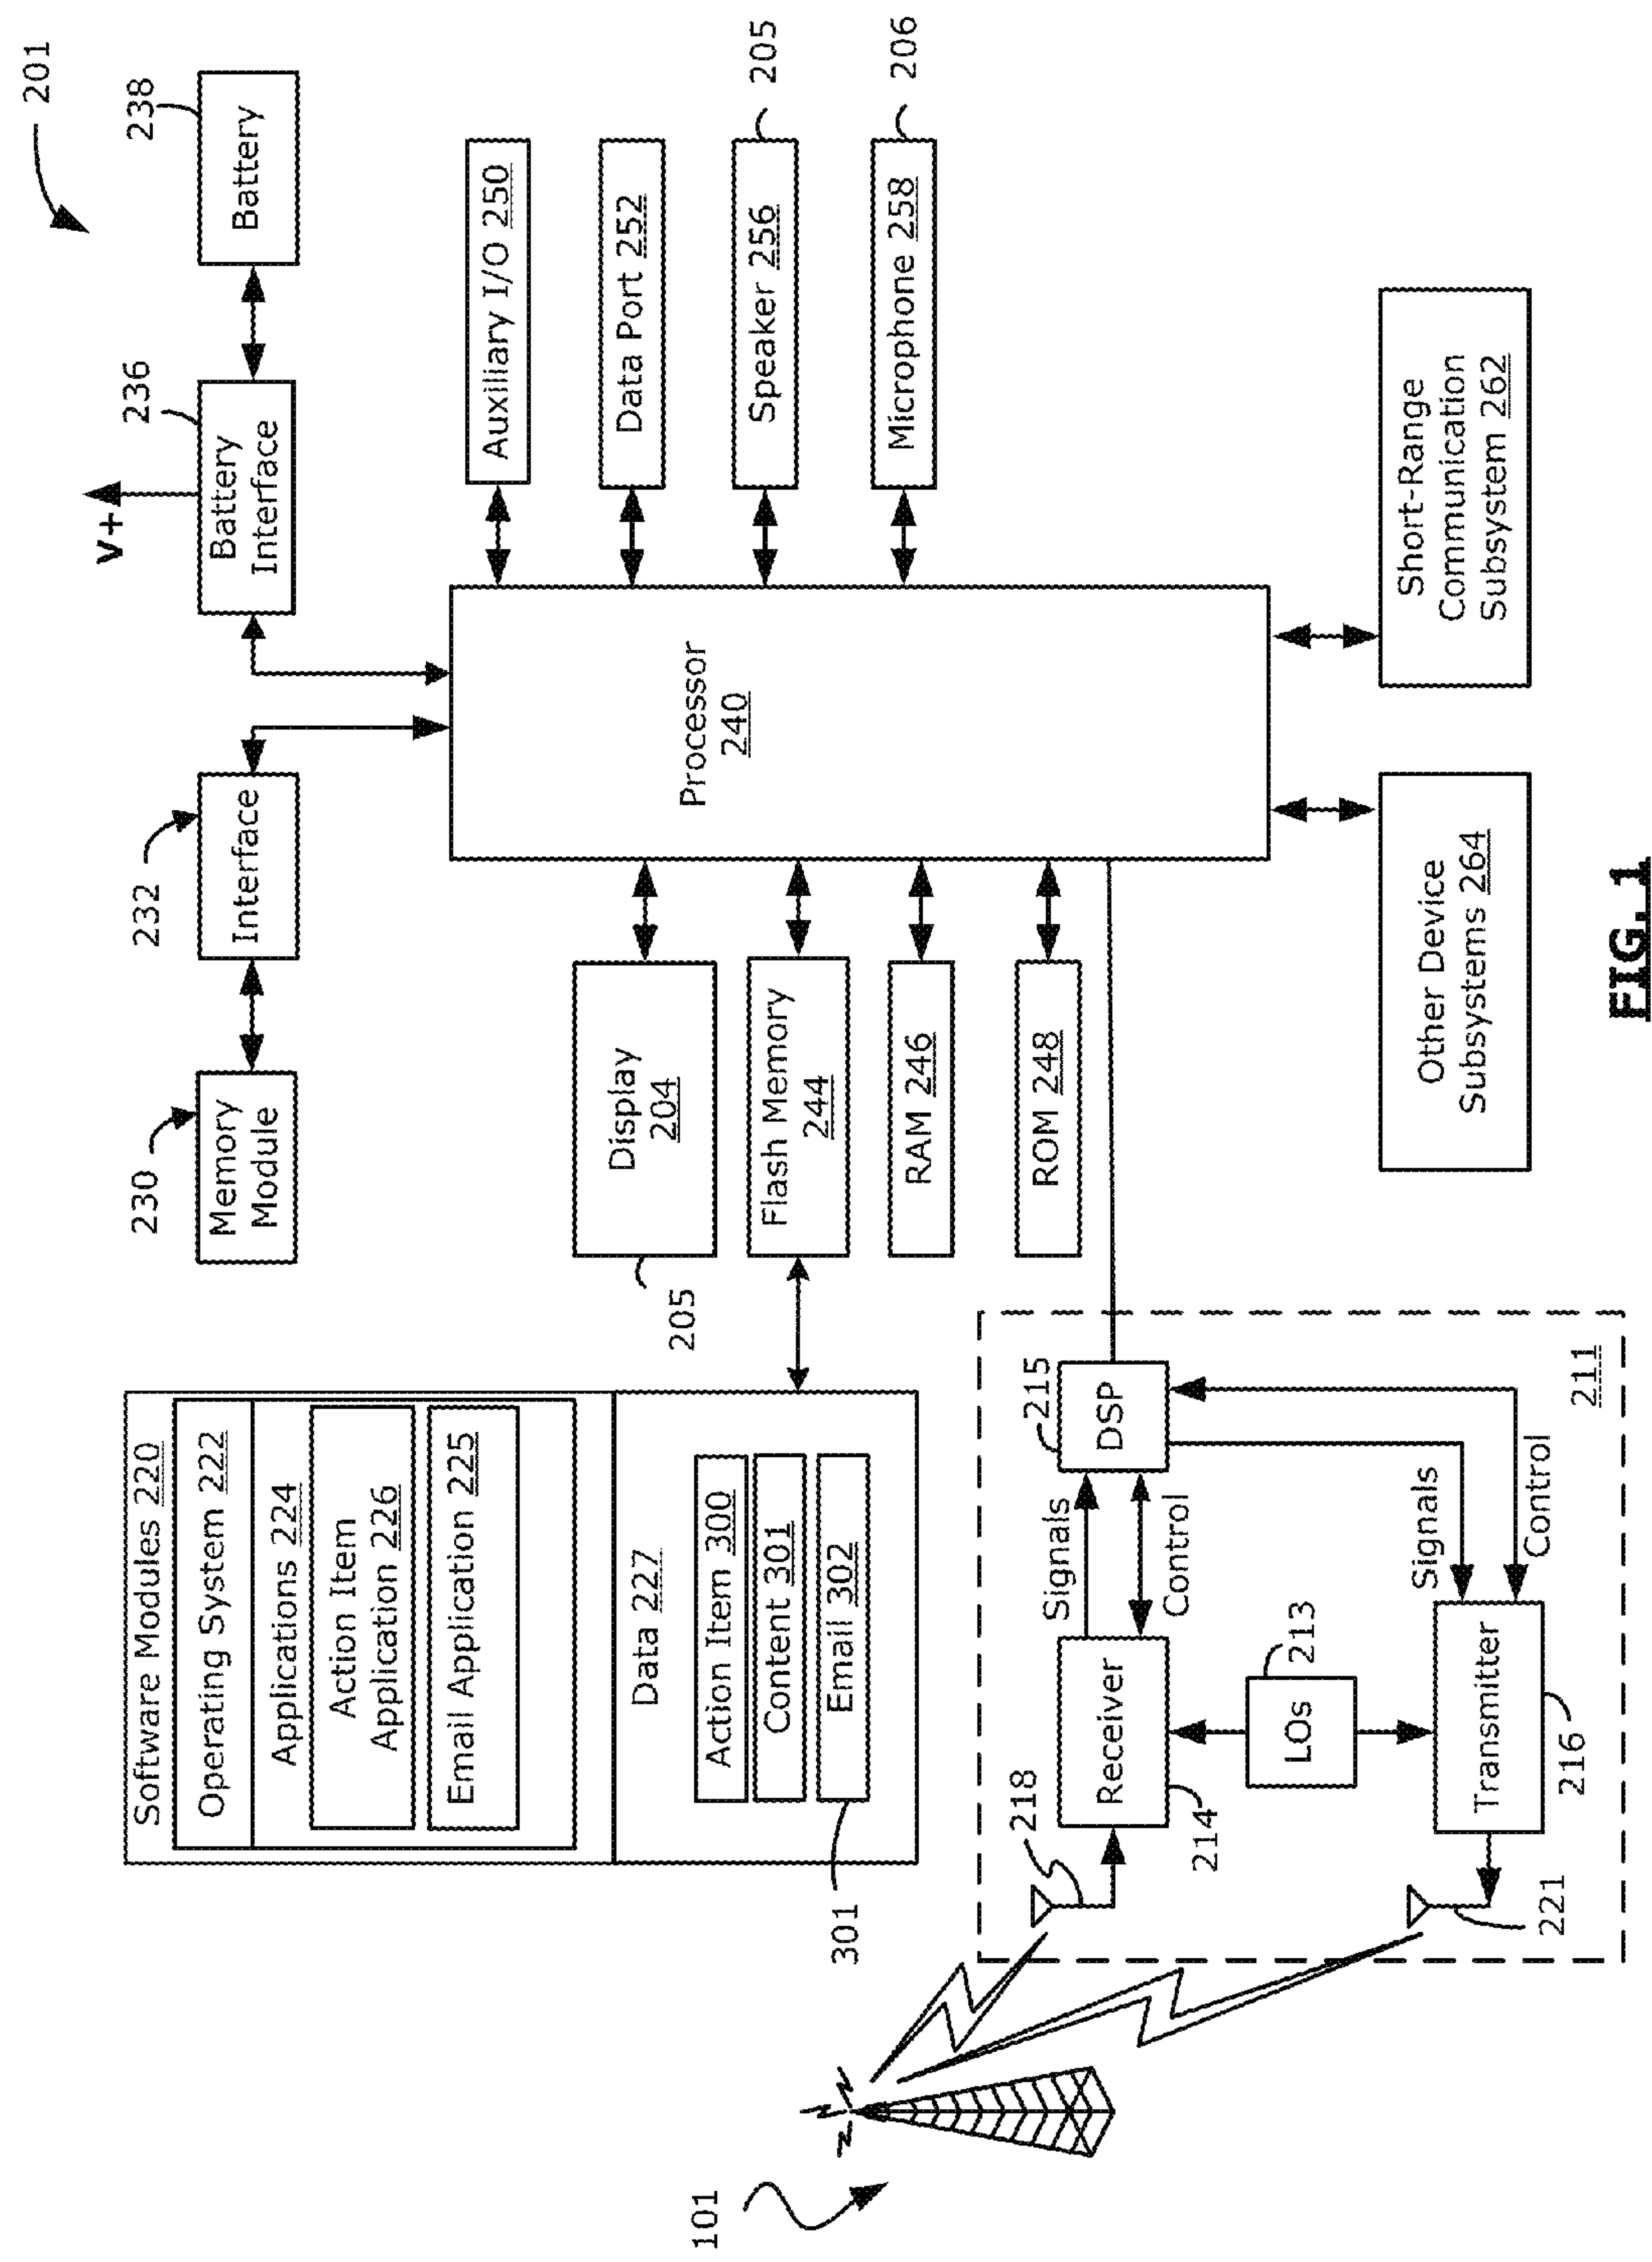 201
V+
230
232
236
238
Memory
Module
Interface
Battery
Interface
Battery
Software Modules 220
Operating System 222
Applications 224
Action Item
Application 226
Email Application 225
Data 227
Action Item 300
Content 301
Email 302
301
205
Display
204
Flash Memory
244
RAM 246
ROM 248
Processor
240
Auxiliary I/O 250
Data Port 252
Speaker 256
205
Microphone 258
206
101
218
Receiver
214
Signals
Control
215
DSP
LOs
213
Signals
Control
Transmitter
216
221
211
Other Device
Subsystems 264
Short-Range
Communication
Subsystem 262
FIG. 1